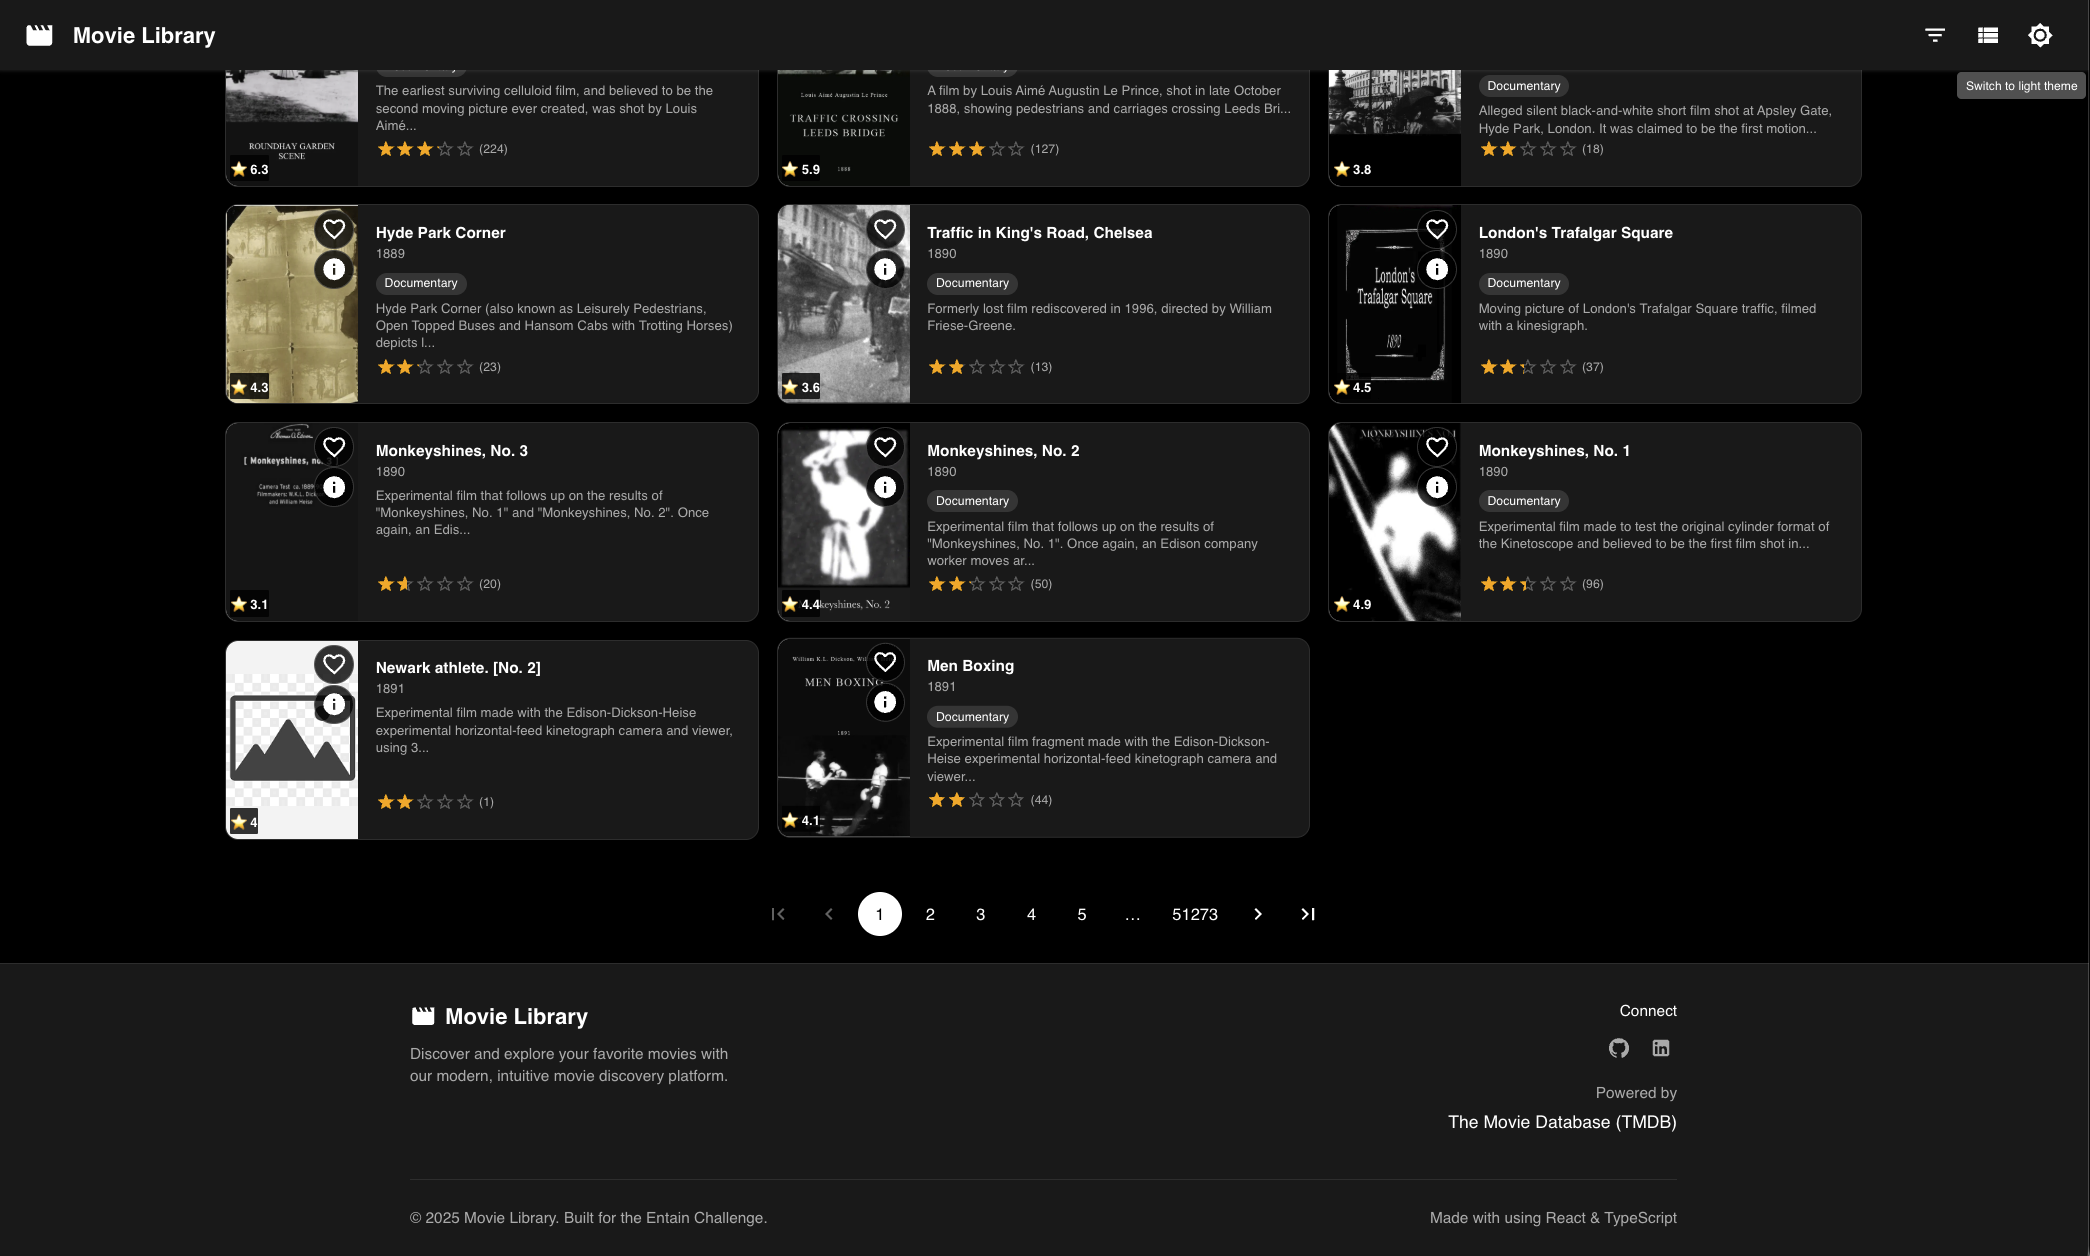 Movie Library
Switch to light theme
The earliest surviving celluloid film, and believed to be the
second moving picture ever created, was shot by Louis
Aimé...
(224)
ROUNDHAY GARDEN
SCENE
6.3
A film by Louis Aimé Augustin Le Prince, shot in late October
1888, showing pedestrians and carriages crossing Leeds Bri...
(127)
Louis Aimé Augustin Le Prince
TRAFFIC CROSSING
LEEDS BRIDGE
1888
5.9
Documentary
Alleged silent black-and-white short film shot at Apsley Gate,
Hyde Park, London. It was claimed to be the first motion...
(18)
3.8
Hyde Park Corner
1889
Documentary
Hyde Park Corner (also known as Leisurely Pedestrians,
Open Topped Buses and Hansom Cabs with Trotting Horses)
depicts l...
(23)
4.3
Traffic in King's Road, Chelsea
1890
Documentary
Formerly lost film rediscovered in 1996, directed by William
Friese-Greene.
(13)
3.6
London's Trafalgar Square
1890
Documentary
Moving picture of London's Trafalgar Square traffic, filmed
with a kinesigraph.
(37)
London's
Trafalgar Square
1890
4.5
Monkeyshines, No. 3
1890
Experimental film that follows up on the results of
"Monkeyshines, No. 1" and "Monkeyshines, No. 2". Once
again, an Edis...
(20)
[ Monkeyshines, no.
Camera Test ca. 1889
Filmmakers: W.K.L. Dick
and William Heise
3.1
Monkeyshines, No. 2
1890
Documentary
Experimental film that follows up on the results of
"Monkeyshines, No. 1". Once again, an Edison company
worker moves ar...
(50)
4.4
keyshines, No. 2
Monkeyshines, No. 1
1890
Documentary
Experimental film made to test the original cylinder format of
the Kinetoscope and believed to be the first film shot in...
(96)
4.9
Newark athlete. [No. 2]
1891
Experimental film made with the Edison-Dickson-Heise
experimental horizontal-feed kinetograph camera and viewer,
using 3...
(1)
4
Men Boxing
1891
Documentary
Experimental film fragment made with the Edison-Dickson-
Heise experimental horizontal-feed kinetograph camera and
viewer...
(44)
William K.L. Dickson, Wil
MEN BOXING
1891
4.1
1 2 3 4 5 ... 51273
Movie Library
Discover and explore your favorite movies with
our modern, intuitive movie discovery platform.
Connect
Powered by
The Movie Database (TMDB)
© 2025 Movie Library. Built for the Entain Challenge.
Made with using React & TypeScript